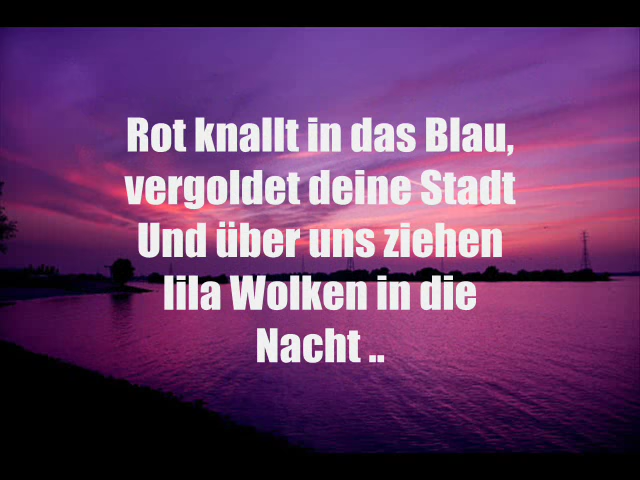 Rot knallt in das Blau,
vergoldet deine Stadt
Und über uns ziehen
lila Wolken in die
Nacht ..